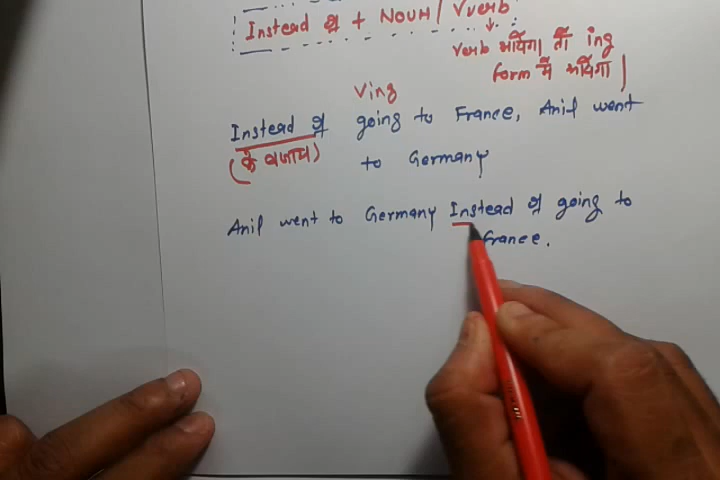 Instead of + NOUN / Vverb
verb आयेगा तो ing
form में आयेगा |
Ving
Instead of going to France, Anil went
(के बजाय) to Germany
Anil went to Germany Instead of going to
France.